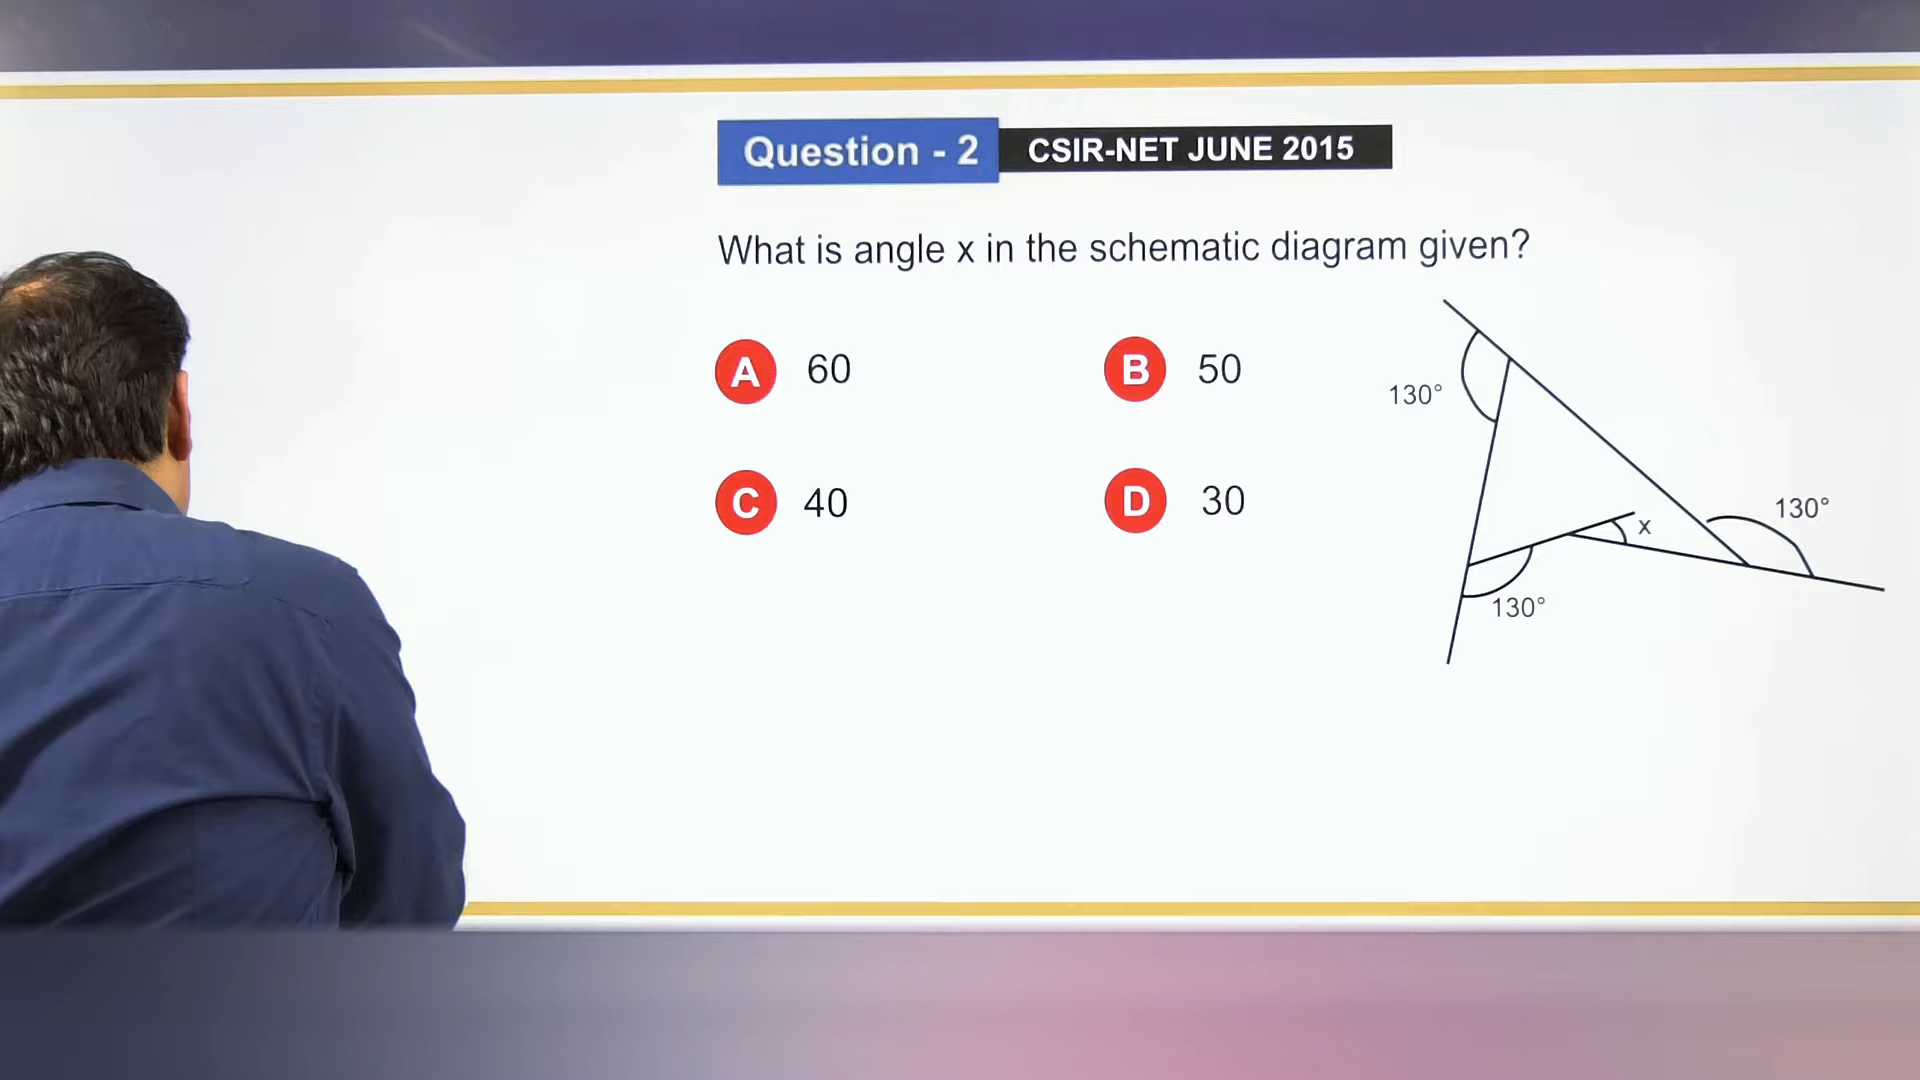 Question - 2 CSIR-NET JUNE 2015
What is angle x in the schematic diagram given?
A 60 B 50
C 40 D 30
130°
130°
x
130°